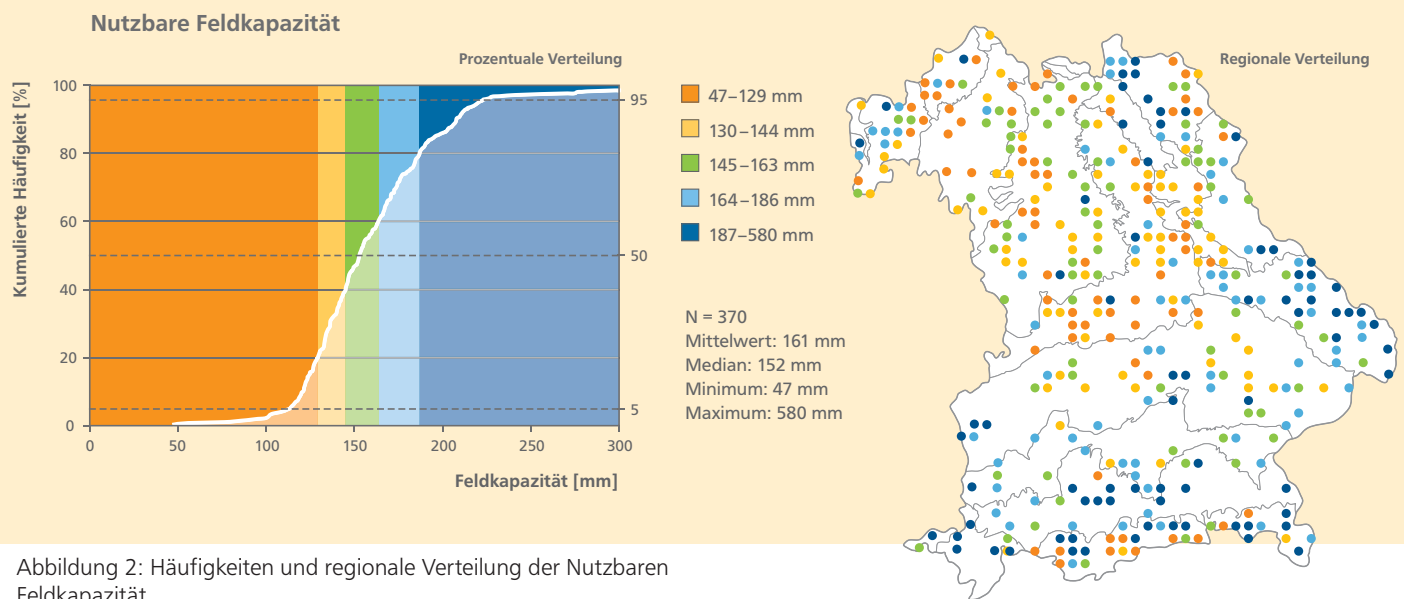 Nutzbare Feldkapazität
Prozentuale Verteilung
Regionale Verteilung
Kumulierte Häufigkeit [%]
100
80
60
40
20
0
95
50
5
0
50
100
150
200
250
300
Feldkapazität [mm]
47–129 mm
130–144 mm
145–163 mm
164–186 mm
187–580 mm
N = 370
Mittelwert: 161 mm
Median: 152 mm
Minimum: 47 mm
Maximum: 580 mm
Abbildung 2: Häufigkeiten und regionale Verteilung der Nutzbaren
Feldkapazität